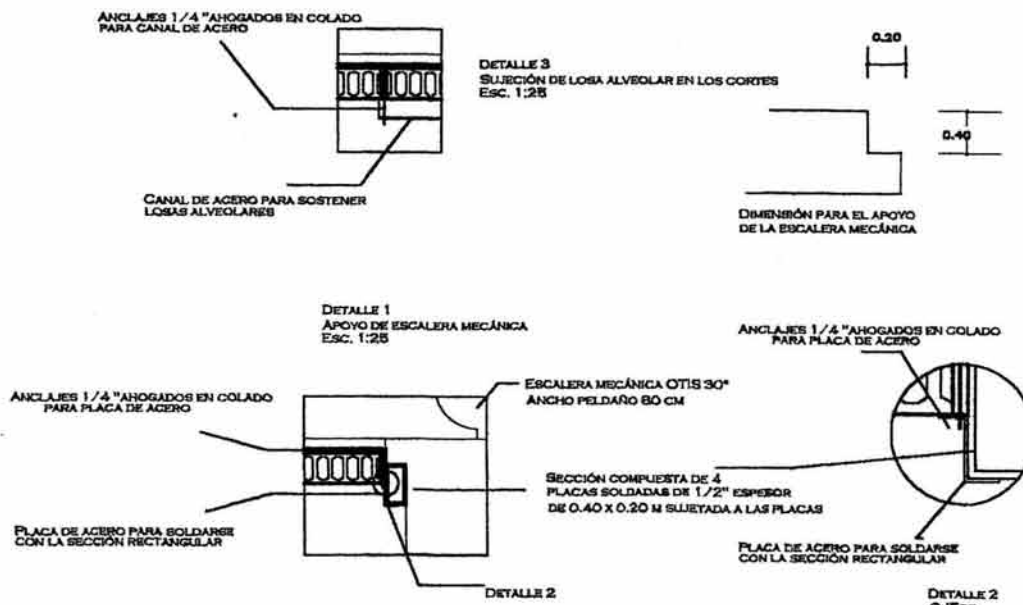 ANCLAJES 1/4 "AHOGADOS EN COLADO
PARA CANAL DE ACERO
DETALLE 3
SUJECIÓN DE LOSA ALVEOLAR EN LOS CORTES
ESC. 1:25
CANAL DE ACERO PARA SOSTENER
LOSAS ALVEOLARES
0.20
0.40
DIMENSIÓN PARA EL APOYO
DE LA ESCALERA MECÁNICA
DETALLE 1
APOYO DE ESCALERA MECÁNICA
ESC. 1:25
ANCLAJES 1/4 "AHOGADOS EN COLADO
PARA PLACA DE ACERO
ESCALERA MECÁNICA OTIS 30°
ANCHO PELDAÑO 80 CM
SECCIÓN COMPUESTA DE 4
PLACAS SOLDADAS DE 1/2" ESPESOR
DE 0.40 X 0.20 M SUJETADA A LAS PLACAS
PLACA DE ACERO PARA SOLDARSE
CON LA SECCIÓN RECTANGULAR
DETALLE 2
ANCLAJES 1/4 "AHOGADOS EN COLADO
PARA PLACA DE ACERO
PLACA DE ACERO PARA SOLDARSE
CON LA SECCIÓN RECTANGULAR
DETALLE 2